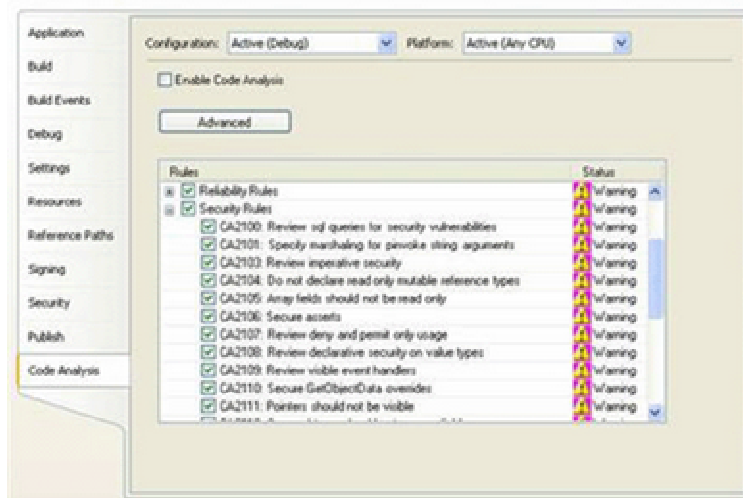 Application
Build
Build Events
Debug
Settings
Resources
Reference Paths
Signing
Security
Publish
Code Analysis
Configuration: Active (Debug) Platform: Active (Any CPU)
Enable Code Analysis
Advanced
Rules Status
Reliability Rules Warning
Security Rules Warning
CA2100: Review sql queries for security vulnerabilities Warning
CA2101: Specify marshaling for pinvoke string arguments Warning
CA2103: Review imperative security Warning
CA2104: Do not declare read only mutable reference types Warning
CA2105: Array fields should not be read only Warning
CA2106: Secure asserts Warning
CA2107: Review deny and permit only usage Warning
CA2108: Review declarative security on value types Warning
CA2109: Review visible event handlers Warning
CA2110: Secure GetObjectData overrides Warning
CA2111: Pointers should not be visible Warning